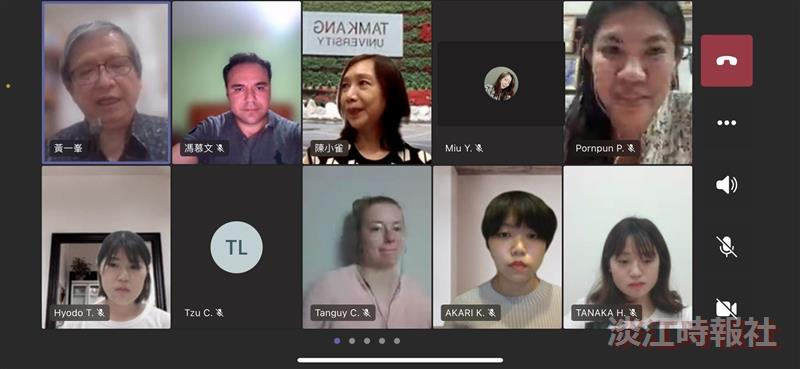 TAMKANG
UNIVERSITY
黃一峯
馮慕文
陳小雀
Miu Y.
Pornpun P.
Hyodo T.
TL
Tzu C.
Tanguy C.
AKARI K.
TANAKA H.
淡江時報社